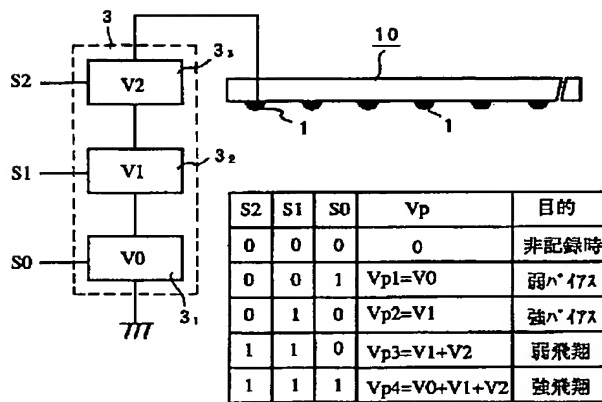 3
3₃
S2
V2
10
1
1
3₂
S1
V1
S0
V0
3₁
S2 S1 S0 Vp 目的
0 0 0 0 非記録時
0 0 1 Vp1=V0 弱バイアス
0 1 0 Vp2=V1 強バイアス
1 1 0 Vp3=V1+V2 弱飛翔
1 1 1 Vp4=V0+V1+V2 強飛翔